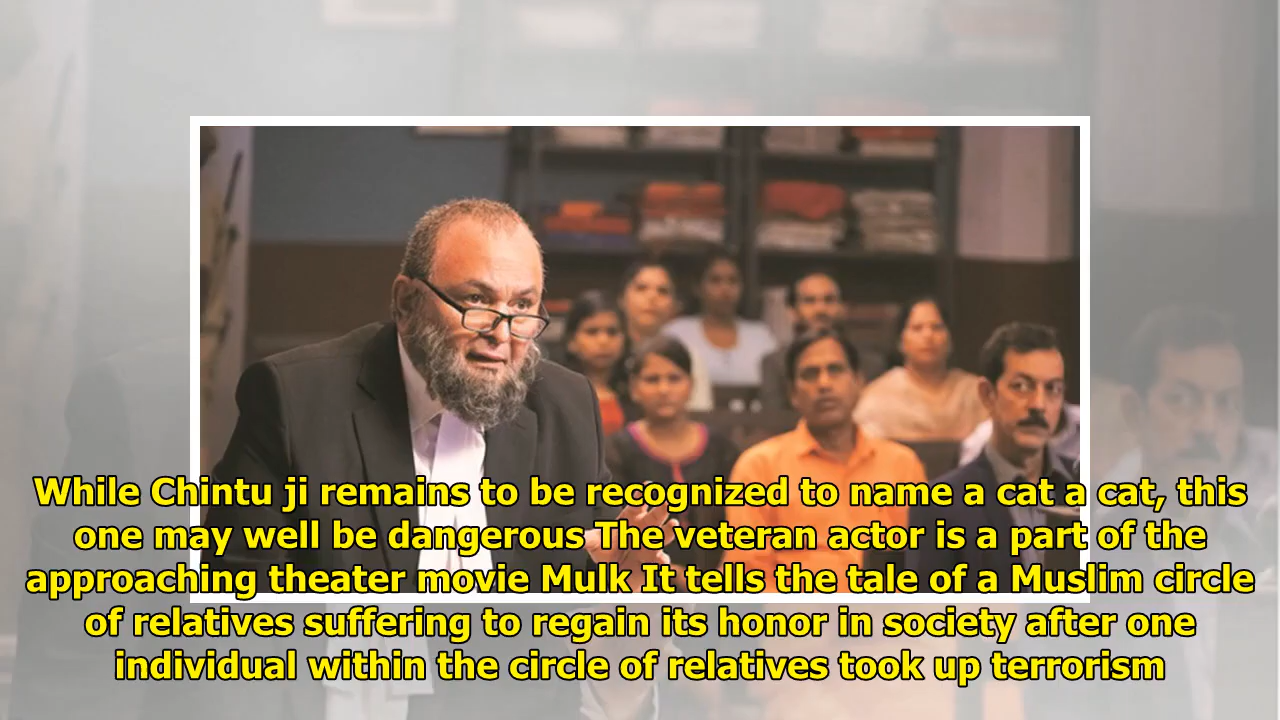 While Chintu ji remains to be recognized to name a cat a cat, this
one may well be dangerous The veteran actor is a part of the
approaching theater movie Mulk It tells the tale of a Muslim circle
of relatives suffering to regain its honor in society after one
individual within the circle of relatives took up terrorism